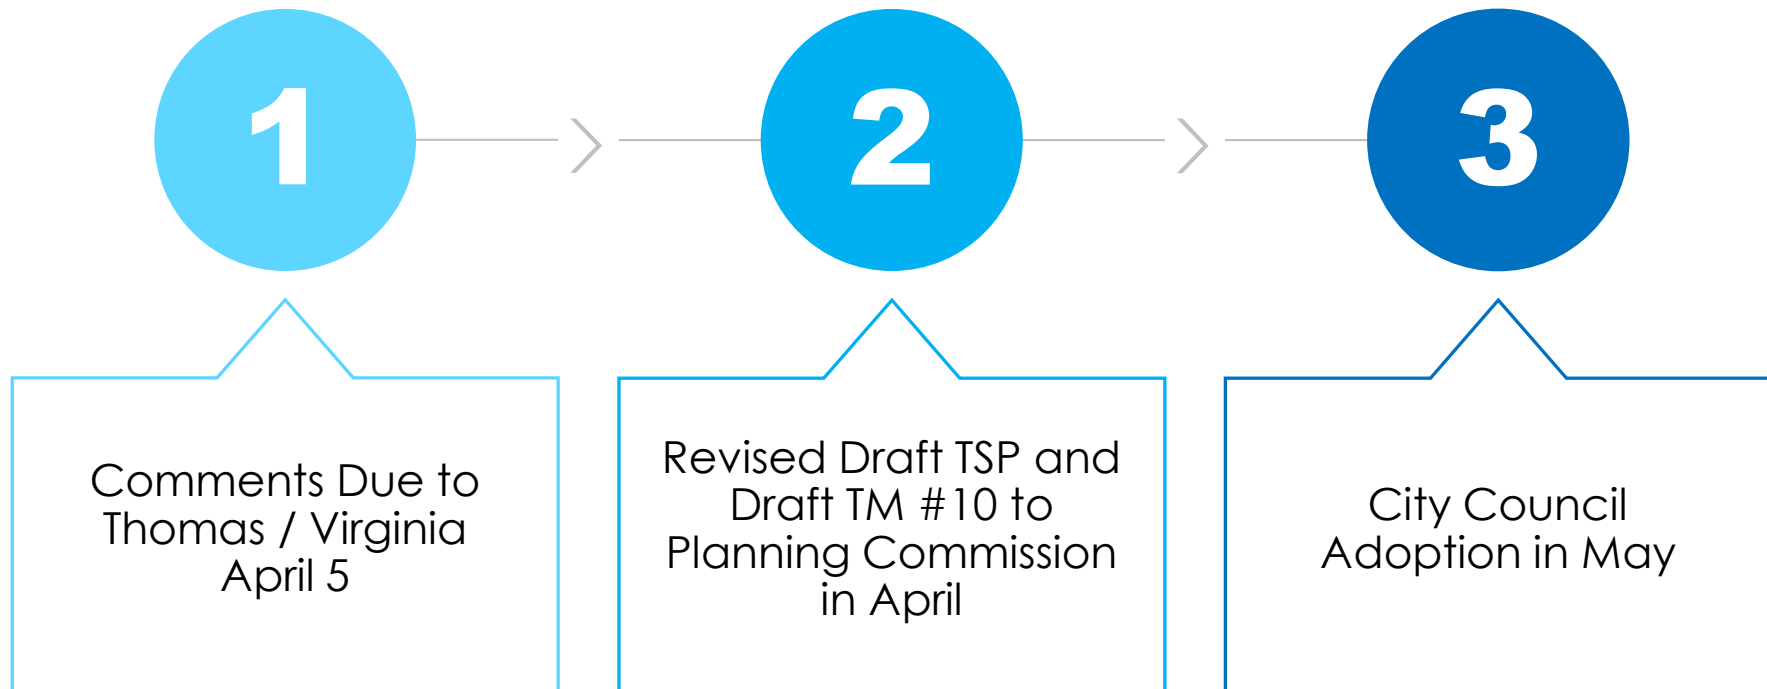 1
2
3
Comments Due to
Thomas / Virginia
April 5
Revised Draft TSP and
Draft TM #10 to
Planning Commission
in April
City Council
Adoption in May